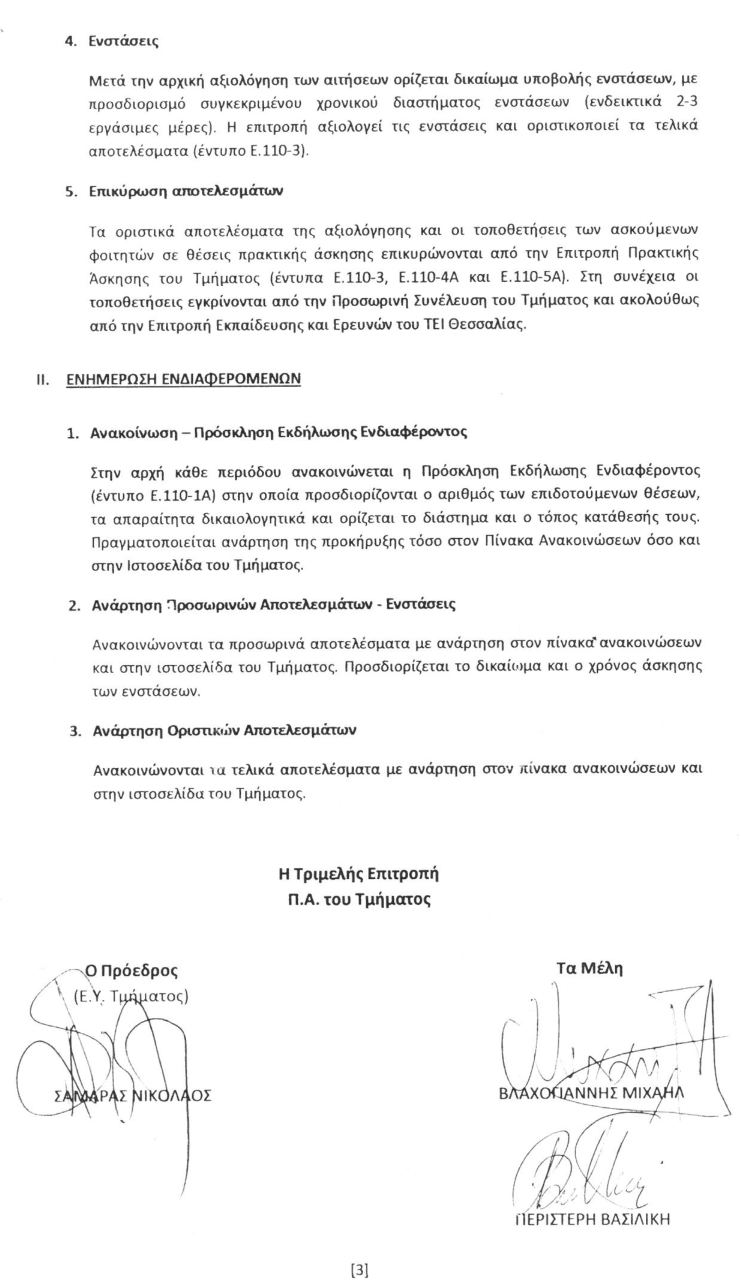 4. Ενστάσεις
Μετά την αρχική αξιολόγηση των αιτήσεων ορίζεται δικαίωμα υποβολής ενστάσεων, με
προσδιορισμό συγκεκριμένου χρονικού διαστήματος ενστάσεων (ενδεικτικά 2-3
εργάσιμες μέρες). Η επιτροπή αξιολογεί τις ενστάσεις και οριστικοποιεί τα τελικά
αποτελέσματα (έντυπο Ε.110-3).
5. Επικύρωση αποτελεσμάτων
Τα οριστικά αποτελέσματα της αξιολόγησης και οι τοποθετήσεις των ασκούμενων
φοιτητών σε θέσεις πρακτικής άσκησης επικυρώνονται από την Επιτροπή Πρακτικής
Άσκησης του Τμήματος (έντυπα Ε.110-3, Ε.110-4Α και Ε.110-5Α). Στη συνέχεια οι
τοποθετήσεις εγκρίνονται από την Προσωρινή Συνέλευση του Τμήματος και ακολούθως
από την Επιτροπή Εκπαίδευσης και Ερευνών του ΤΕΙ Θεσσαλίας.
II. ΕΝΗΜΕΡΩΣΗ ΕΝΔΙΑΦΕΡΟΜΕΝΩΝ
1. Ανακοίνωση – Πρόσκληση Εκδήλωσης Ενδιαφέροντος
Στην αρχή κάθε περιόδου ανακοινώνεται η Πρόσκληση Εκδήλωσης Ενδιαφέροντος
(έντυπο Ε.110-1Α) στην οποία προσδιορίζονται ο αριθμός των επιδοτούμενων θέσεων,
τα απαραίτητα δικαιολογητικά και ορίζεται το διάστημα και ο τόπος κατάθεσής τους.
Πραγματοποιείται ανάρτηση της προκήρυξης τόσο στον Πίνακα Ανακοινώσεων όσο και
στην Ιστοσελίδα του Τμήματος.
2. Ανάρτηση Προσωρινών Αποτελεσμάτων - Ενστάσεις
Ανακοινώνονται τα προσωρινά αποτελέσματα με ανάρτηση στον πίνακα ανακοινώσεων
και στην ιστοσελίδα του Τμήματος. Προσδιορίζεται το δικαίωμα και ο χρόνος άσκησης
των ενστάσεων.
3. Ανάρτηση Οριστικών Αποτελεσμάτων
Ανακοινώνονται τα τελικά αποτελέσματα με ανάρτηση στον πίνακα ανακοινώσεων και
στην ιστοσελίδα του Τμήματος.
Η Τριμελής Επιτροπή
Π.Α. του Τμήματος
Ο Πρόεδρος
(Ε.Υ. Τμήματος)
ΣΑΜΑΡΑΣ ΝΙΚΟΛΑΟΣ
Τα Μέλη
ΒΛΑΧΟΓΙΑΝΝΗΣ ΜΙΧΑΗΛ
ΠΕΡΙΣΤΕΡΗ ΒΑΣΙΛΙΚΗ
[3]